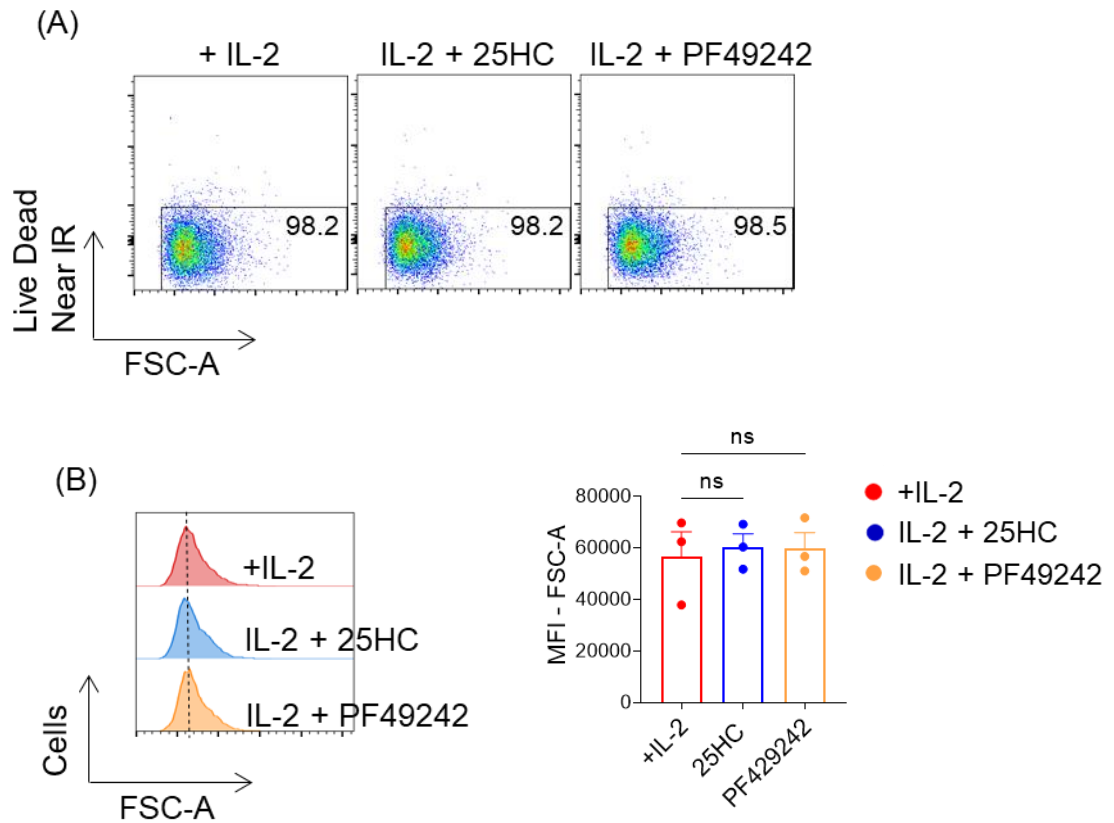 (A)
+ IL-2
IL-2 + 25HC
IL-2 + PF49242
98.2
98.2
98.5
Live Dead
Near IR
FSC-A
(B)
+IL-2
IL-2 + 25HC
IL-2 + PF49242
Cells
FSC-A
ns
ns
80000
60000
40000
20000
0
MFI - FSC-A
+IL-2
25HC
PF429242
+IL-2
IL-2 + 25HC
IL-2 + PF49242